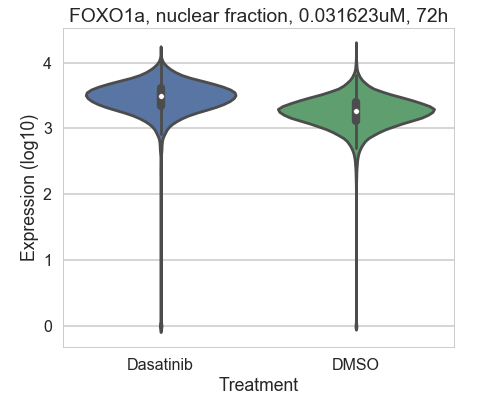 FOXO1a, nuclear fraction, 0.031623uM, 72h
4
3
2
1
0
Expression (log10)
Dasatinib
DMSO
Treatment